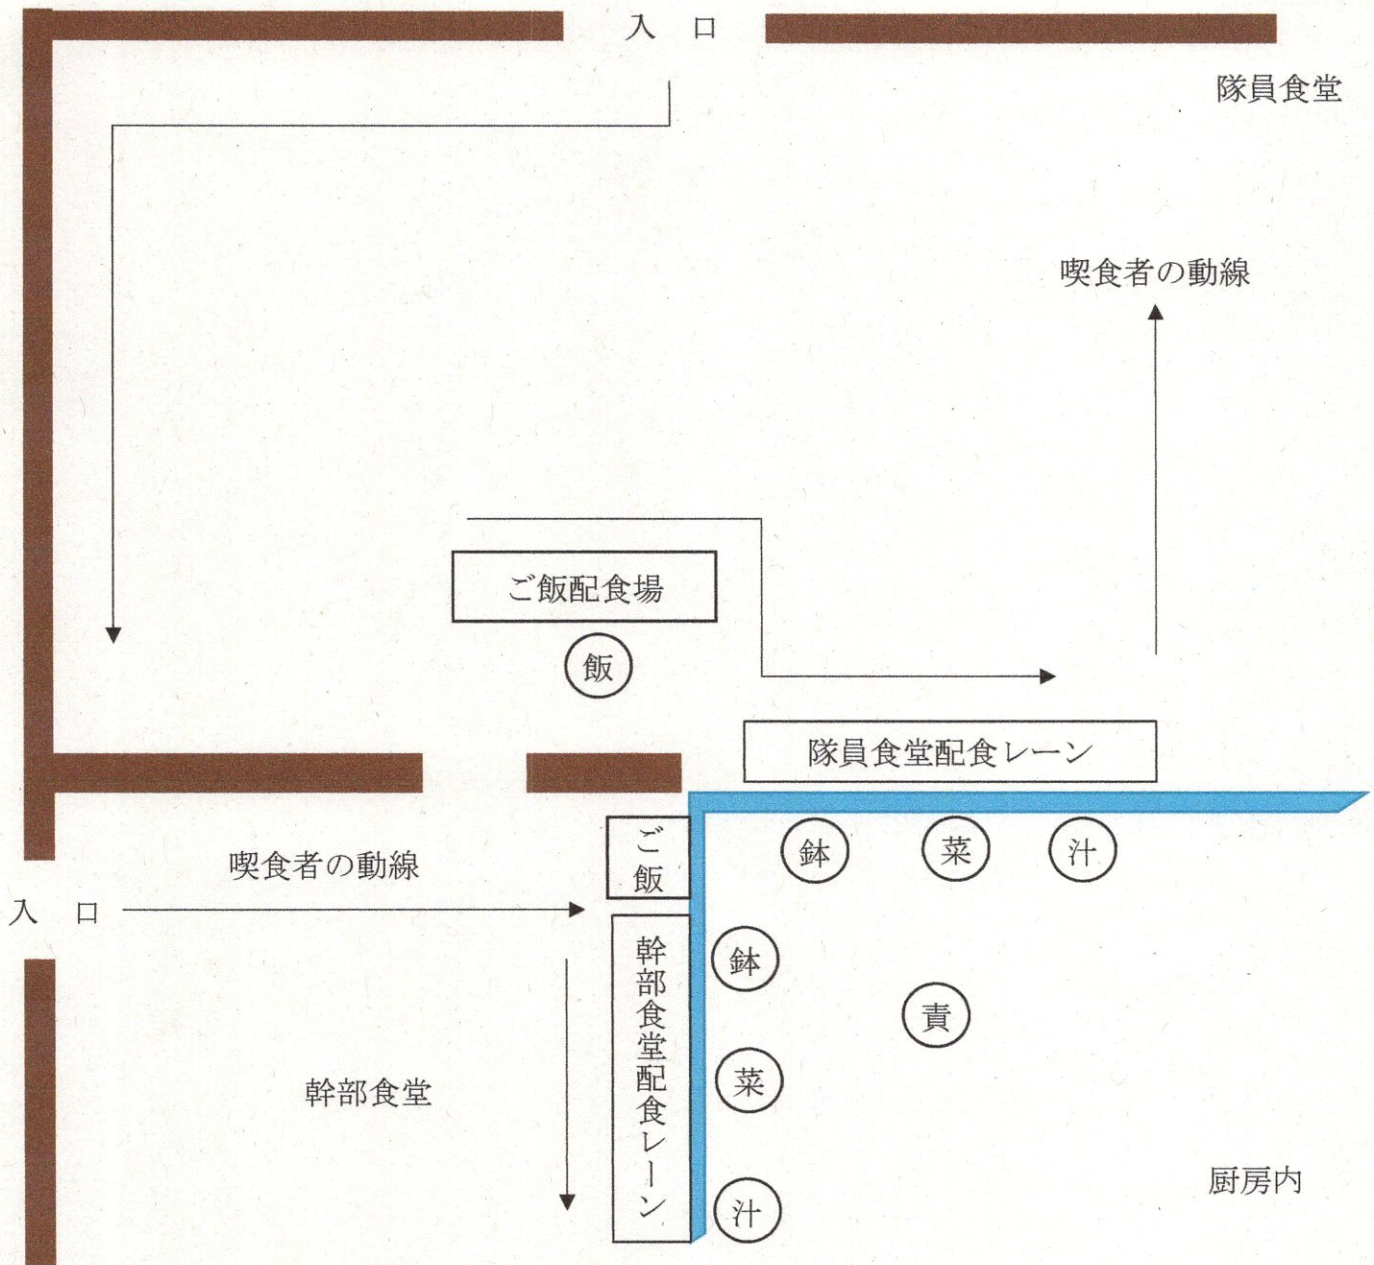 入 口
隊員食堂
喫食者の動線
ご飯配食場
飯
隊員食堂配食レーン
鉢
菜
汁
ご飯
喫食者の動線
入 口
幹部食堂配食レーン
鉢
責
菜
幹部食堂
汁
厨房内